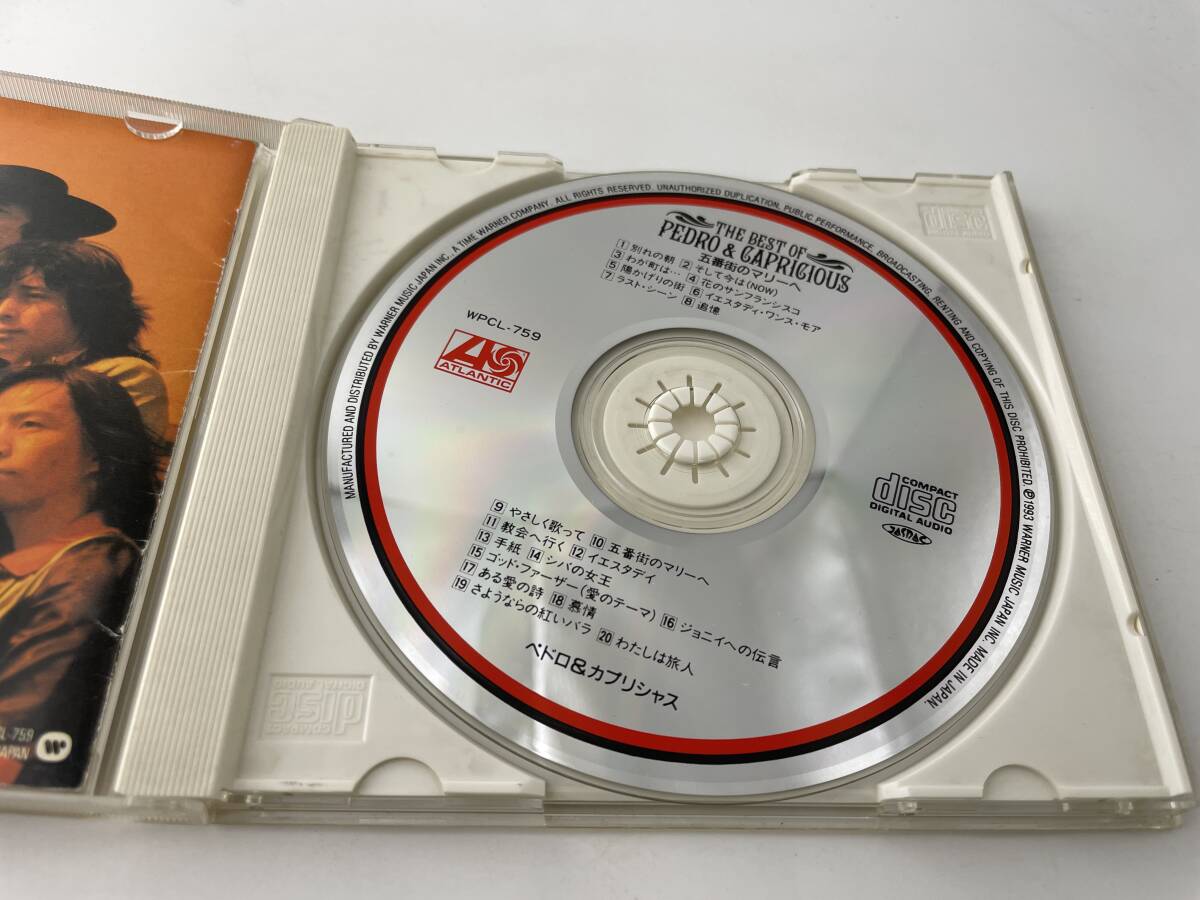 THE BEST OF
PEDRO & CAPRICIOUS
五番街のマリーへ
1 別れの朝 2 そして今は(NOW)
3 わが町は… 4 花のサンフランシスコ
5 陽かげりの街 6 イエスタデイ・ワンス・モア
7 ラスト・シーン 8 追憶
WPCL-759
ATLANTIC
COMPACT
disc
DIGITAL AUDIO
JASRAC
9 やさしく歌って 10 五番街のマリーへ
11 教会へ行く 12 イエスタデイ
13 手紙 14 シバの女王
15 ゴッド・ファーザー(愛のテーマ) 16 ジョニイへの伝言
17 ある愛の詩 18 慕情
19 さようならの紅いバラ 20 わたしは旅人
ペドロ&カプリシャス
MANUFACTURED AND DISTRIBUTED BY WARNER MUSIC JAPAN INC. A TIME WARNER COMPANY. ALL RIGHTS RESERVED. UNAUTHORIZED DUPLICATION, PUBLIC PERFORMANCE, BROADCASTING, RENTING AND COPYING OF THIS DISC PROHIBITED. ℗1993 WARNER MUSIC JAPAN INC. MADE IN JAPAN.
COMPACT
disc
DIGITAL AUDIO
disc
CL-759
JAPAN